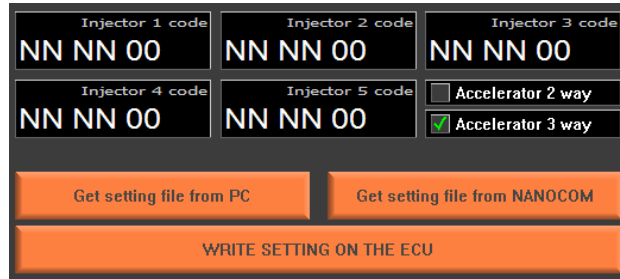 Injector 1 code
Injector 2 code
Injector 3 code
NN NN 00
NN NN 00
NN NN 00
Injector 4 code
Injector 5 code
NN NN 00
NN NN 00
Accelerator 2 way
Accelerator 3 way
Get setting file from PC
Get setting file from NANOCOM
WRITE SETTING ON THE ECU